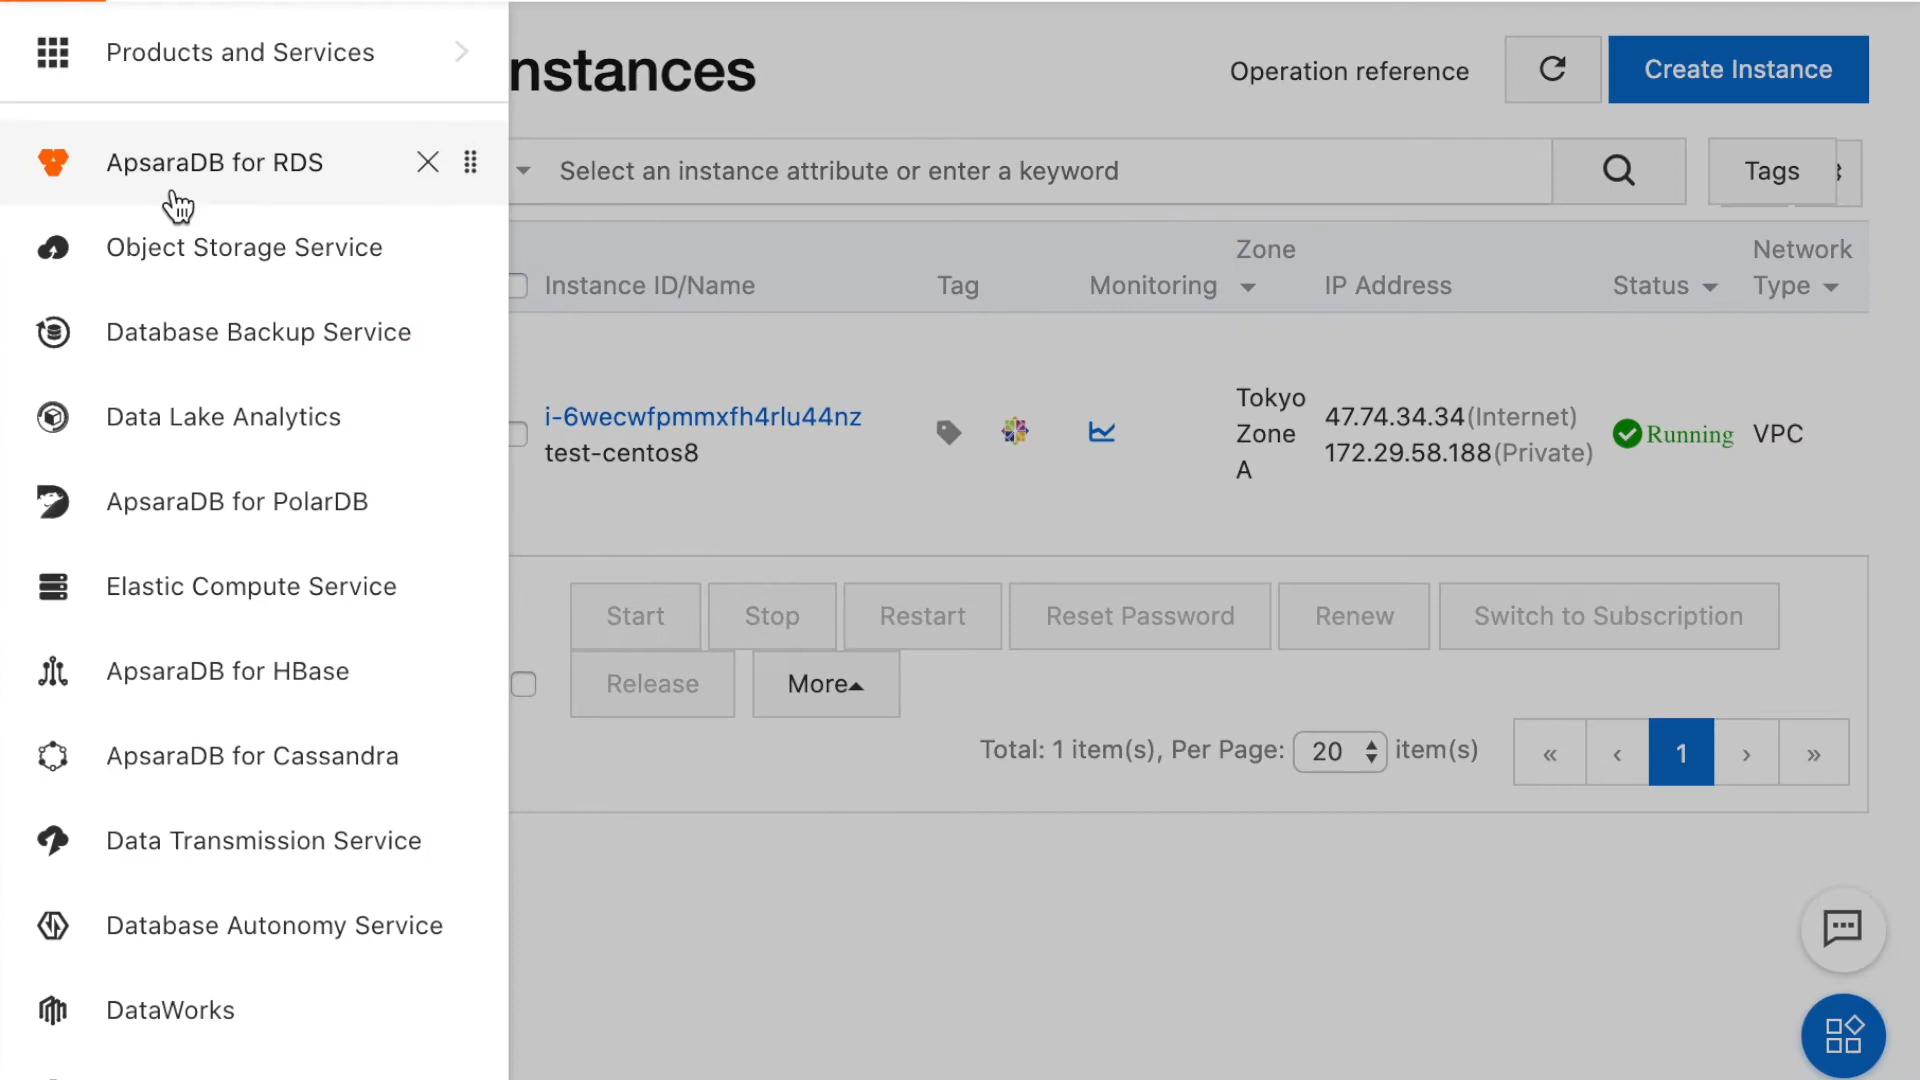 Products and Services
nstances
Operation reference
Create Instance
ApsaraDB for RDS
Select an instance attribute or enter a keyword
Tags
Object Storage Service
Database Backup Service
Data Lake Analytics
ApsaraDB for PolarDB
Elastic Compute Service
ApsaraDB for HBase
ApsaraDB for Cassandra
Data Transmission Service
Database Autonomy Service
DataWorks
Instance ID/Name
Tag
Monitoring
Zone
IP Address
Status
Network
Type
i-6wecwfpmmxfh4rlu44nz
test-centos8
Tokyo
Zone
A
47.74.34.34(Internet)
172.29.58.188(Private)
Running
VPC
Start
Stop
Restart
Reset Password
Renew
Switch to Subscription
Release
More
Total: 1 item(s), Per Page: 20 item(s)
« ‹ 1 › »